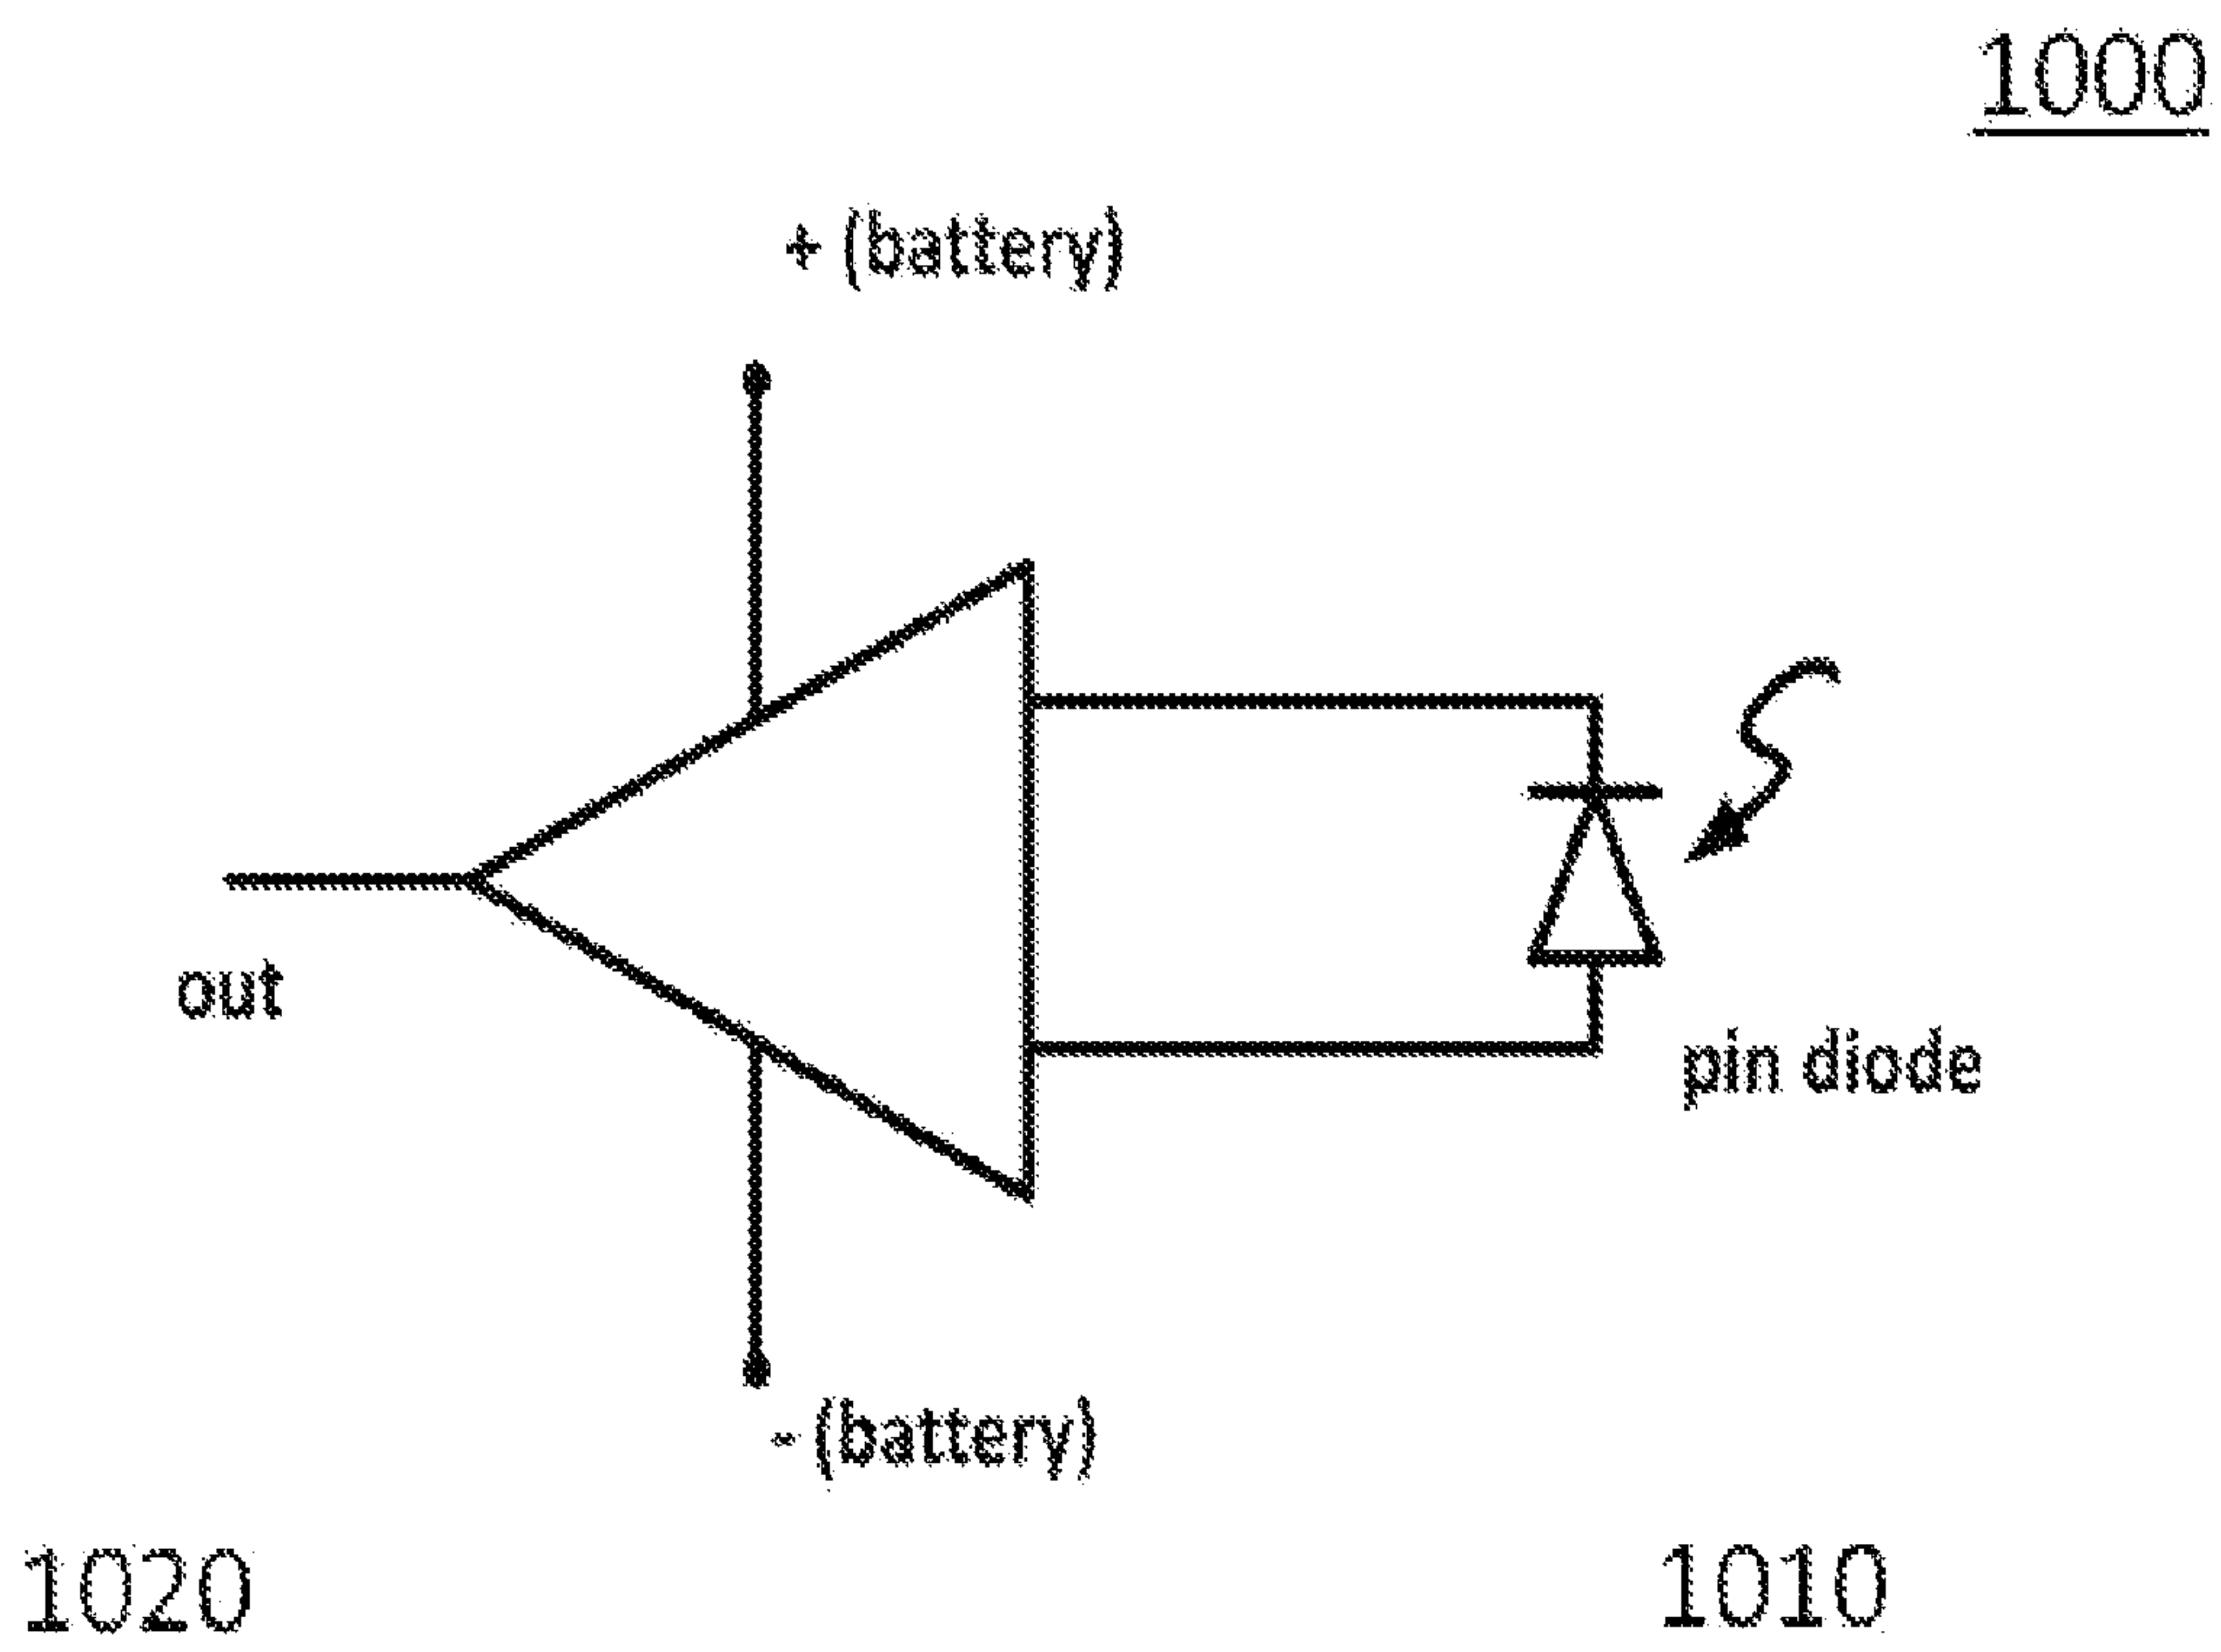 1000
+ (battery)
out
pin diode
- (battery)
1020
1010